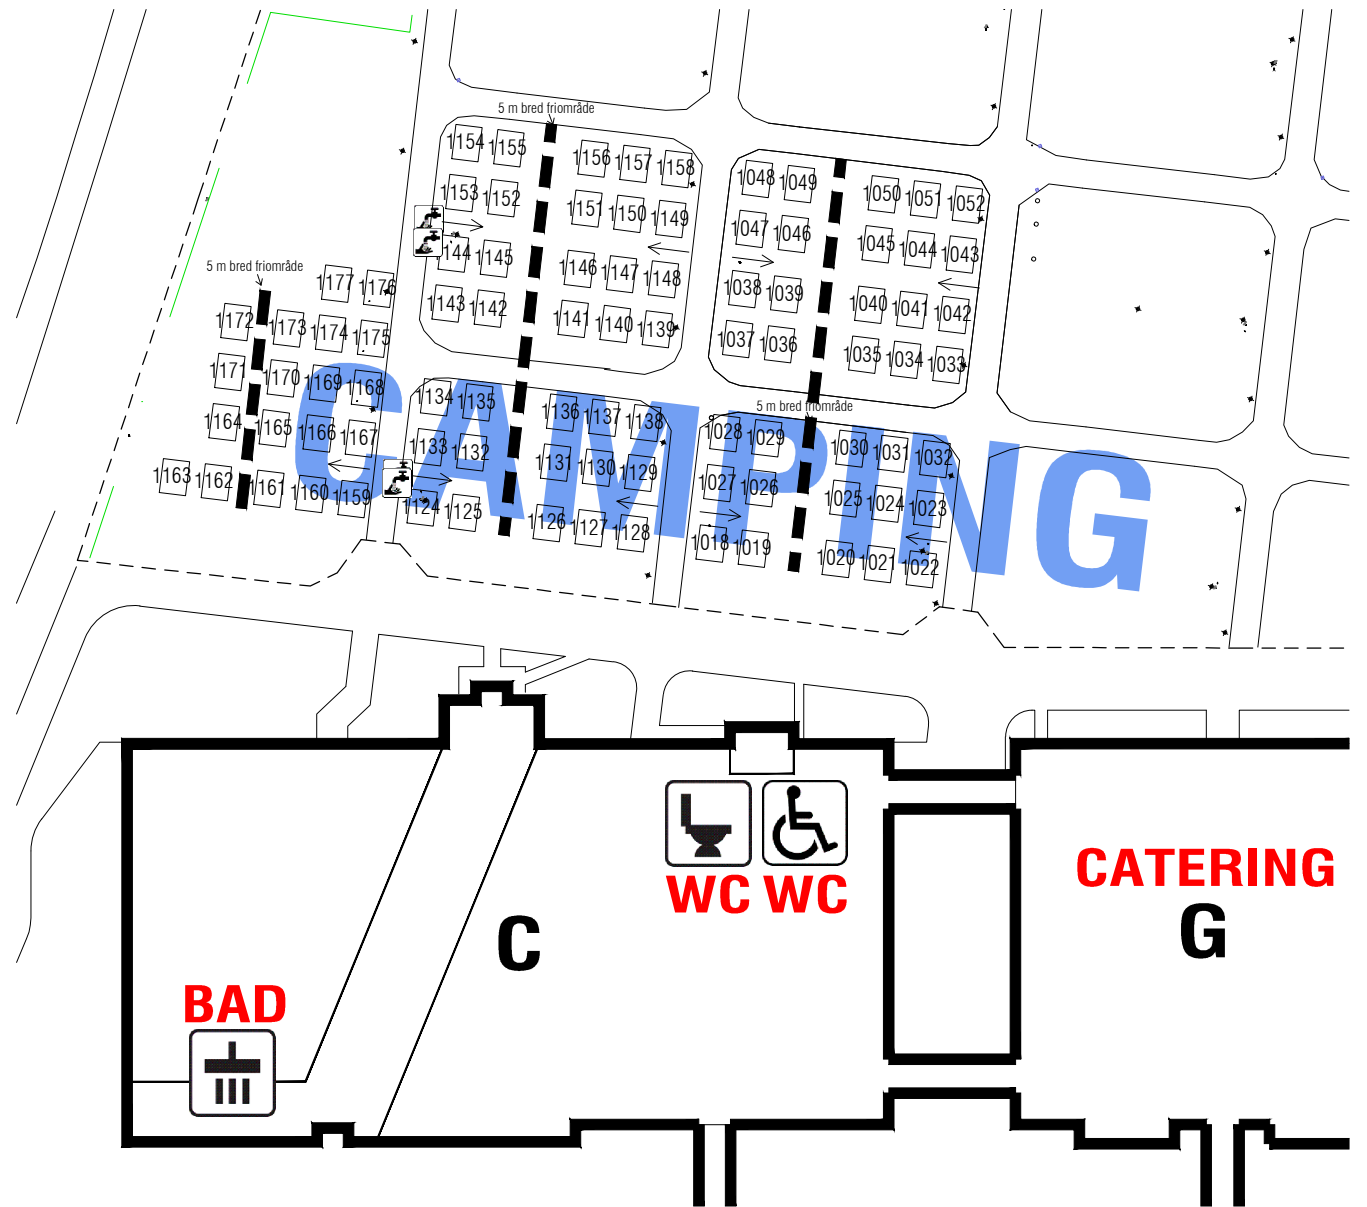 5 m bred friområde
1154 1155 1156 1157 1158
1153 1152 1151 1150 1149
1144 1145 1146 1147 1148
1143 1142 1141 1140 1139
1048 1049 1050 1051 1052
1047 1046 1045 1044 1043
1038 1039 1040 1041 1042
1037 1036 1035 1034 1033
5 m bred friområde
1177 1176
1172 1173 1174 1175
1171 1170 1169 1168
1164 1165 1166 1167
1163 1162 1161 1160 1159
CAMPING
1134 1135 1136 1137 1138
1133 1132 1131 1130 1129
1124 1125 1126 1127 1128
5 m bred friområde
1028 1029 1030 1031 1032
1027 1026 1025 1024 1023
1018 1019 1020 1021 1022
WC WC
CATERING
C
G
BAD